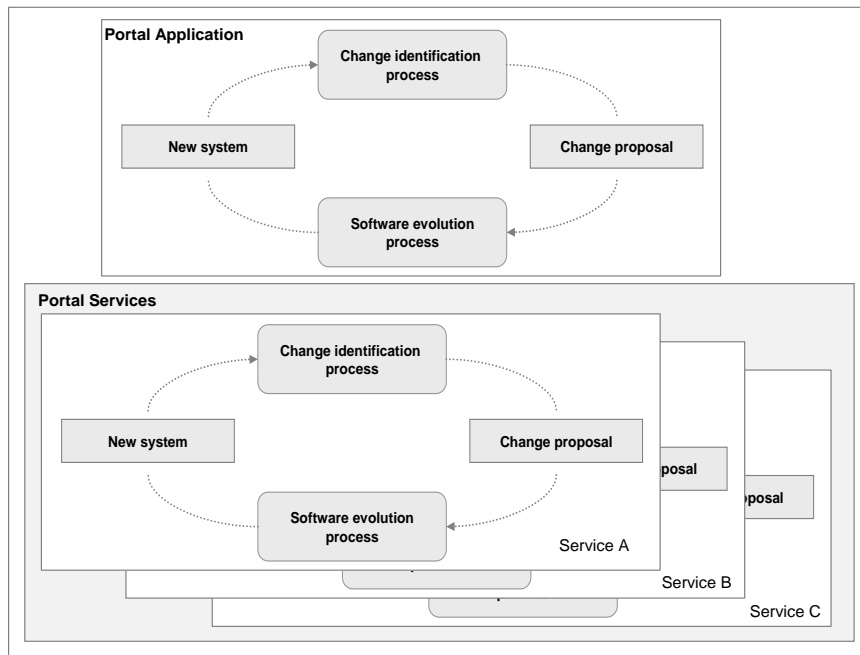 Portal Application
Change identification
process
New system
Change proposal
Software evolution
process
Portal Services
Change identification
process
New system
Change proposal
Software evolution
process
Service A
Service B
Service C